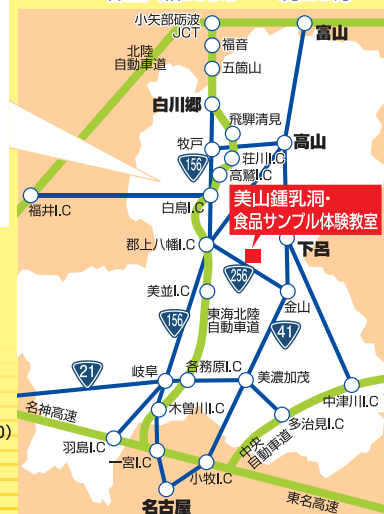 小矢部砺波
JCT
富山
北陸
自動車道
福音
五箇山
白川郷
飛騨清見
牧戸
高山
156
荘川I.C
高鷲I.C
福井I.C
白鳥I.C
美山鍾乳洞・
食品サンプル体験教室
郡上八幡I.C
下呂
256
美並I.C
金山
156
東海北陸
自動車道
41
21
岐阜
各務原I.C
美濃加茂
木曽川I.C
中津川I.C
名神高速
多治見I.C
0)
羽島I.C
中央
自動車道
一宮I.C
小牧I.C
名古屋
東名高速